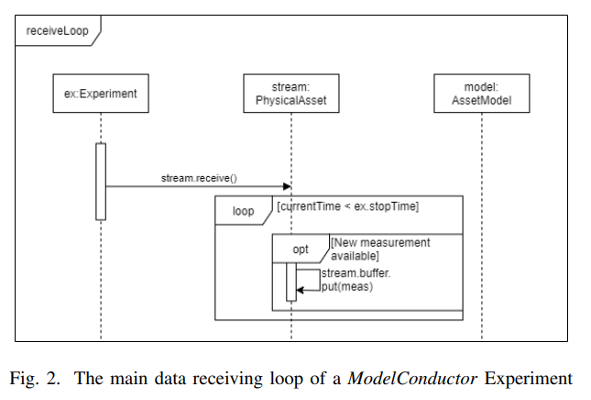 receiveLoop
ex:Experiment
stream:
PhysicalAsset
model:
AssetModel
stream.receive()
loop
[currentTime < ex.stopTime]
opt
[New measurement
available]
stream.buffer.
put(meas)
Fig. 2. The main data receiving loop of a ModelConductor Experiment